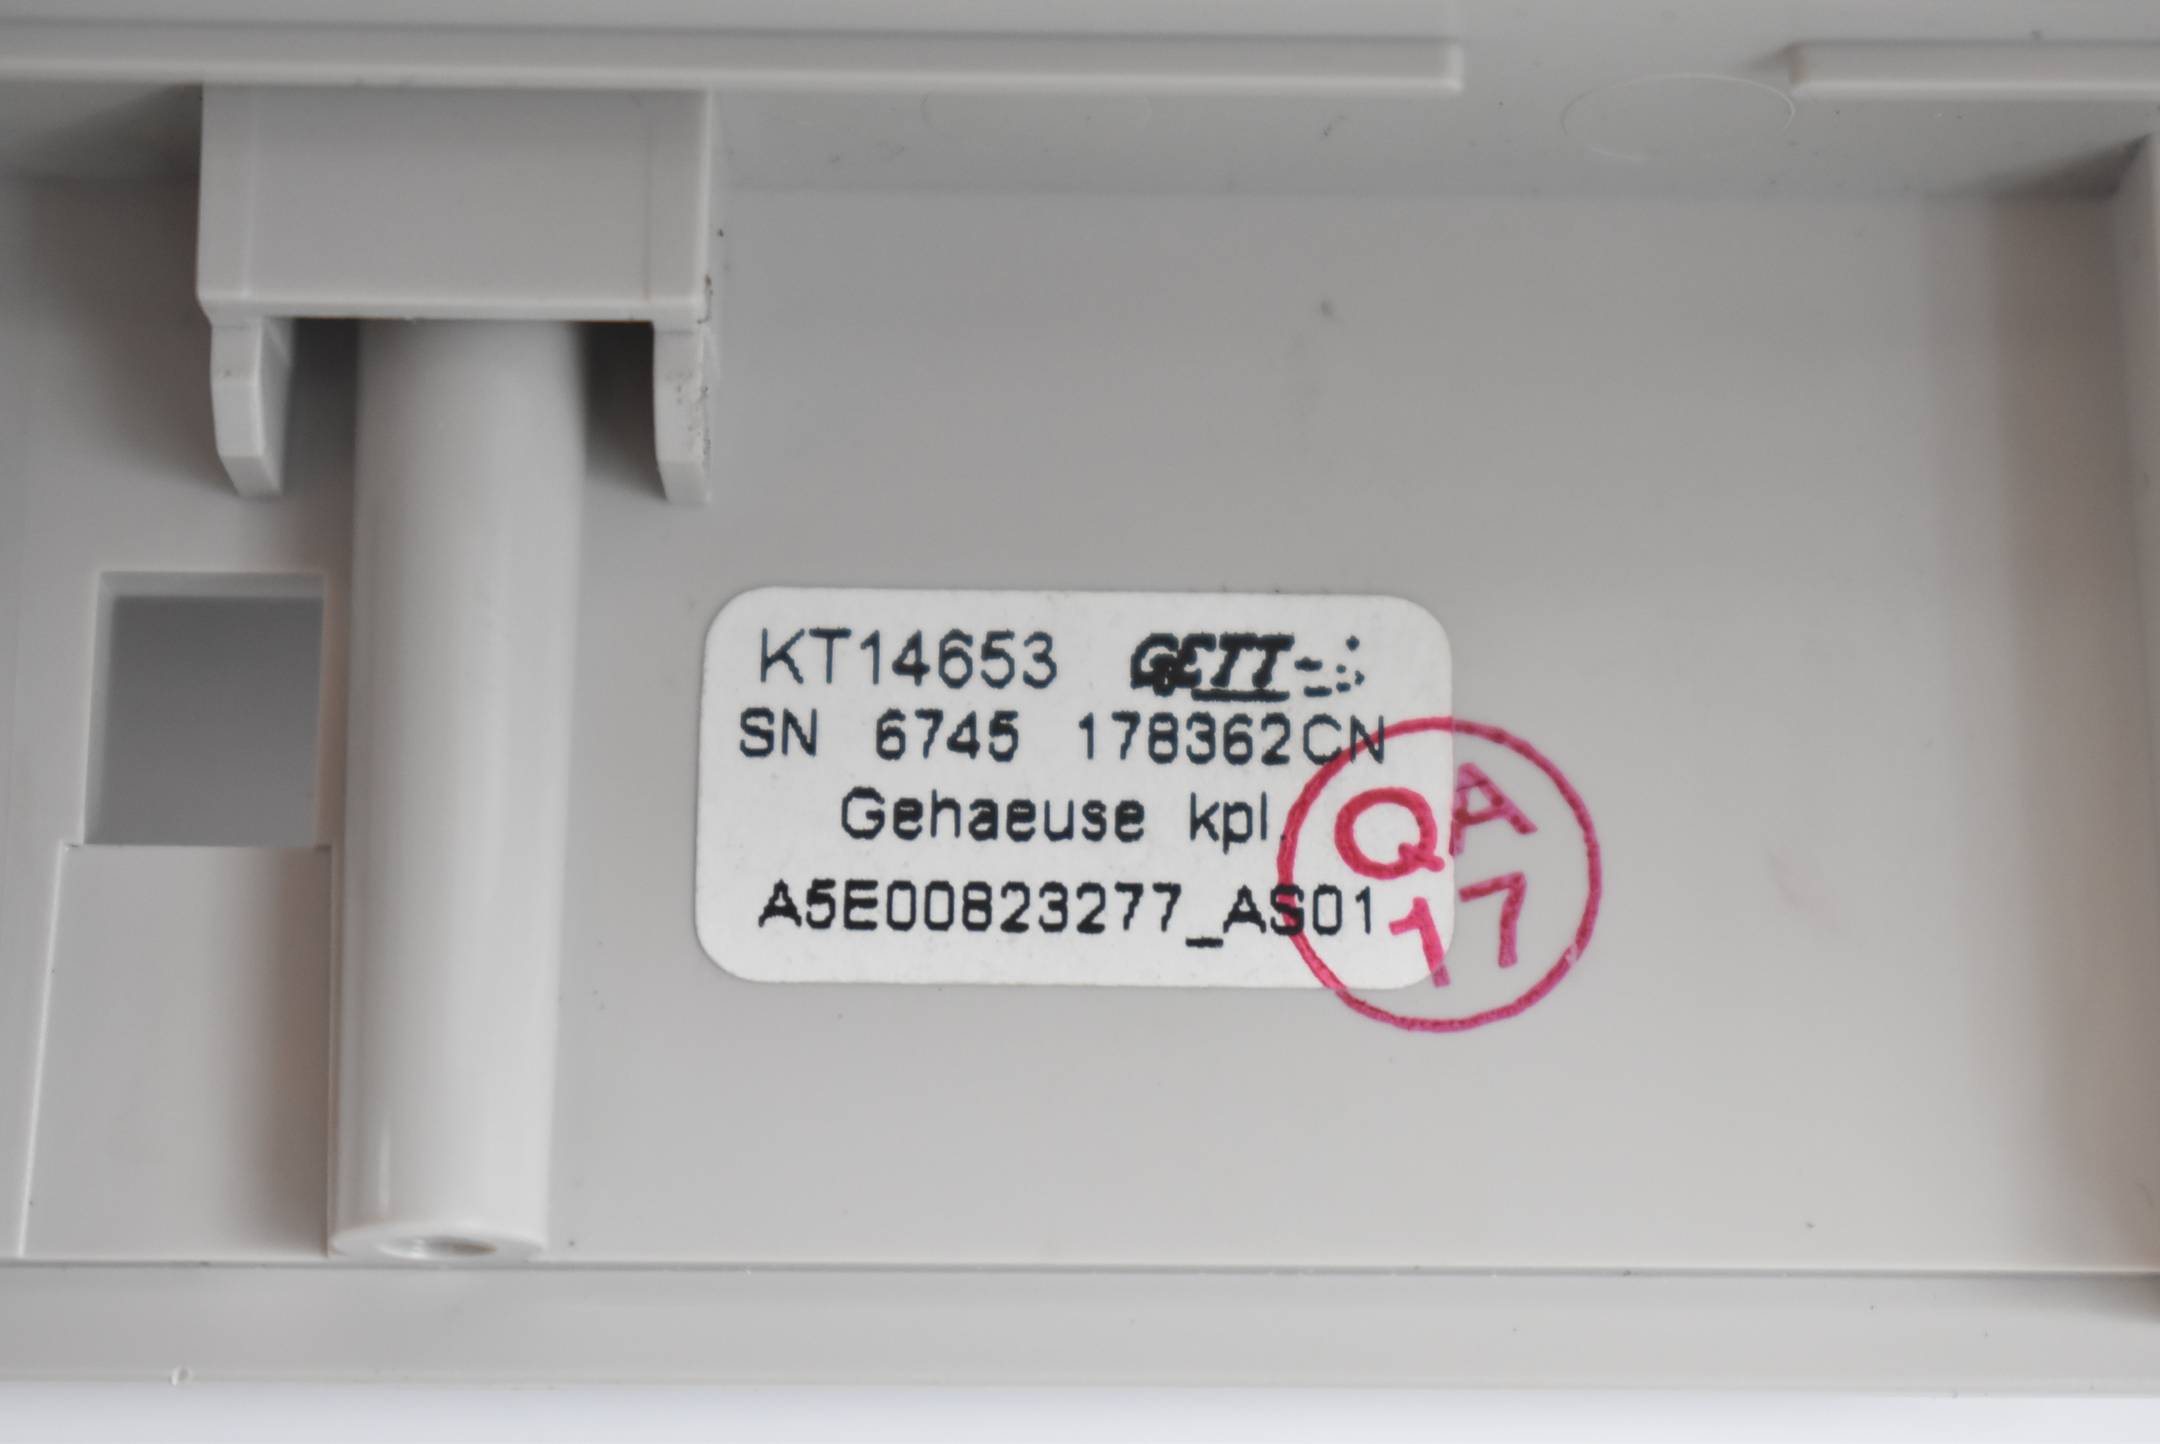 KT14653 GETT
SN 6745 178362CN
Gehaeuse kpl.
A5E00823277_AS01
QA
17